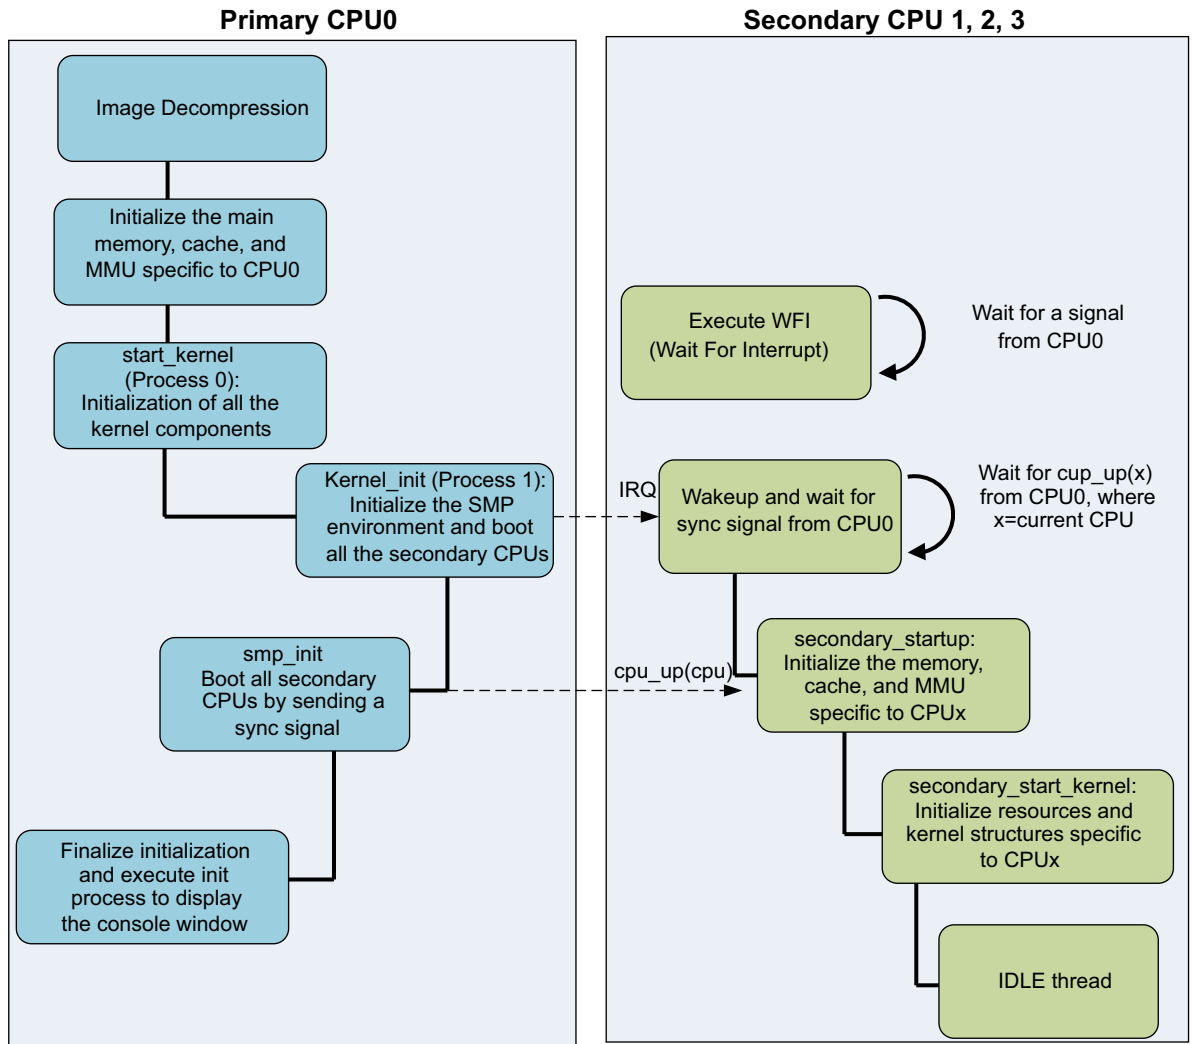 Primary CPU0
Image Decompression
Initialize the main
memory, cache, and
MMU specific to CPU0
start_kernel
(Process 0):
Initialization of all the
kernel components
Kernel_init (Process 1):
Initialize the SMP
environment and boot
all the secondary CPUs
smp_init
Boot all secondary
CPUs by sending a
sync signal
Finalize initialization
and execute init
process to display
the console window
Secondary CPU 1, 2, 3
Execute WFI
(Wait For Interrupt)
Wait for a signal
from CPU0
IRQ
Wakeup and wait for
sync signal from CPU0
Wait for cup_up(x)
from CPU0, where
x=current CPU
cpu_up(cpu)
secondary_startup:
Initialize the memory,
cache, and MMU
specific to CPUx
secondary_start_kernel:
Initialize resources and
kernel structures specific
to CPUx
IDLE thread